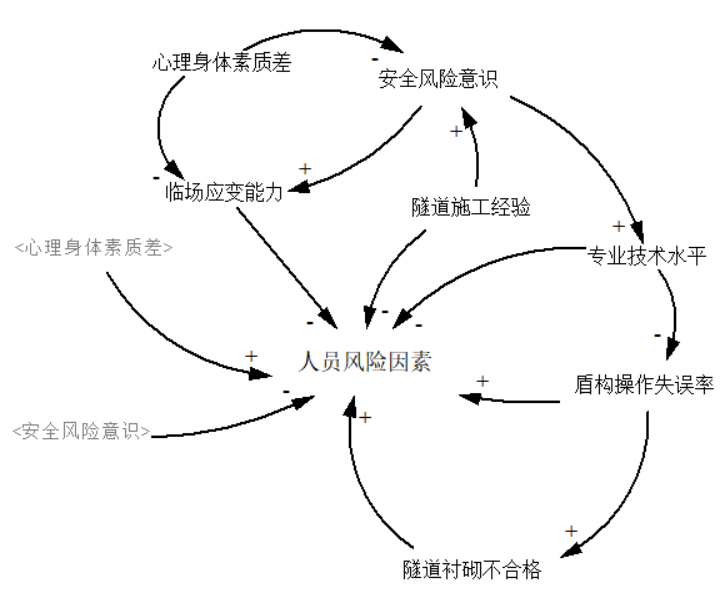 心理身体素质差
-
安全风险意识
+
+
-
临场应变能力
隧道施工经验
+
<心理身体素质差>
专业技术水平
-
-
-
-
+
人员风险因素
-
+
盾构操作失误率
<安全风险意识>
+
+
隧道衬砌不合格